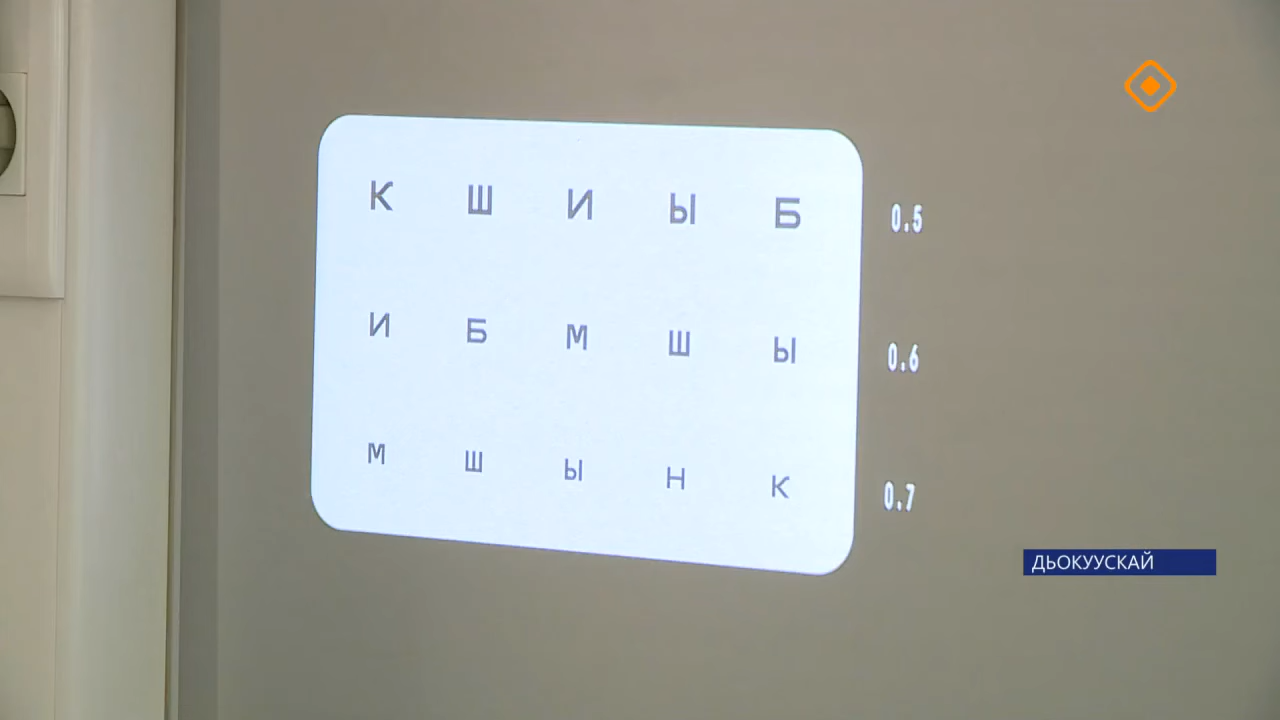 К Ш И Ы Б 0.5
И Б М Ш Ы 0.6
М Ш Ы Н К 0.7
ДЬОКУУСКАЙ